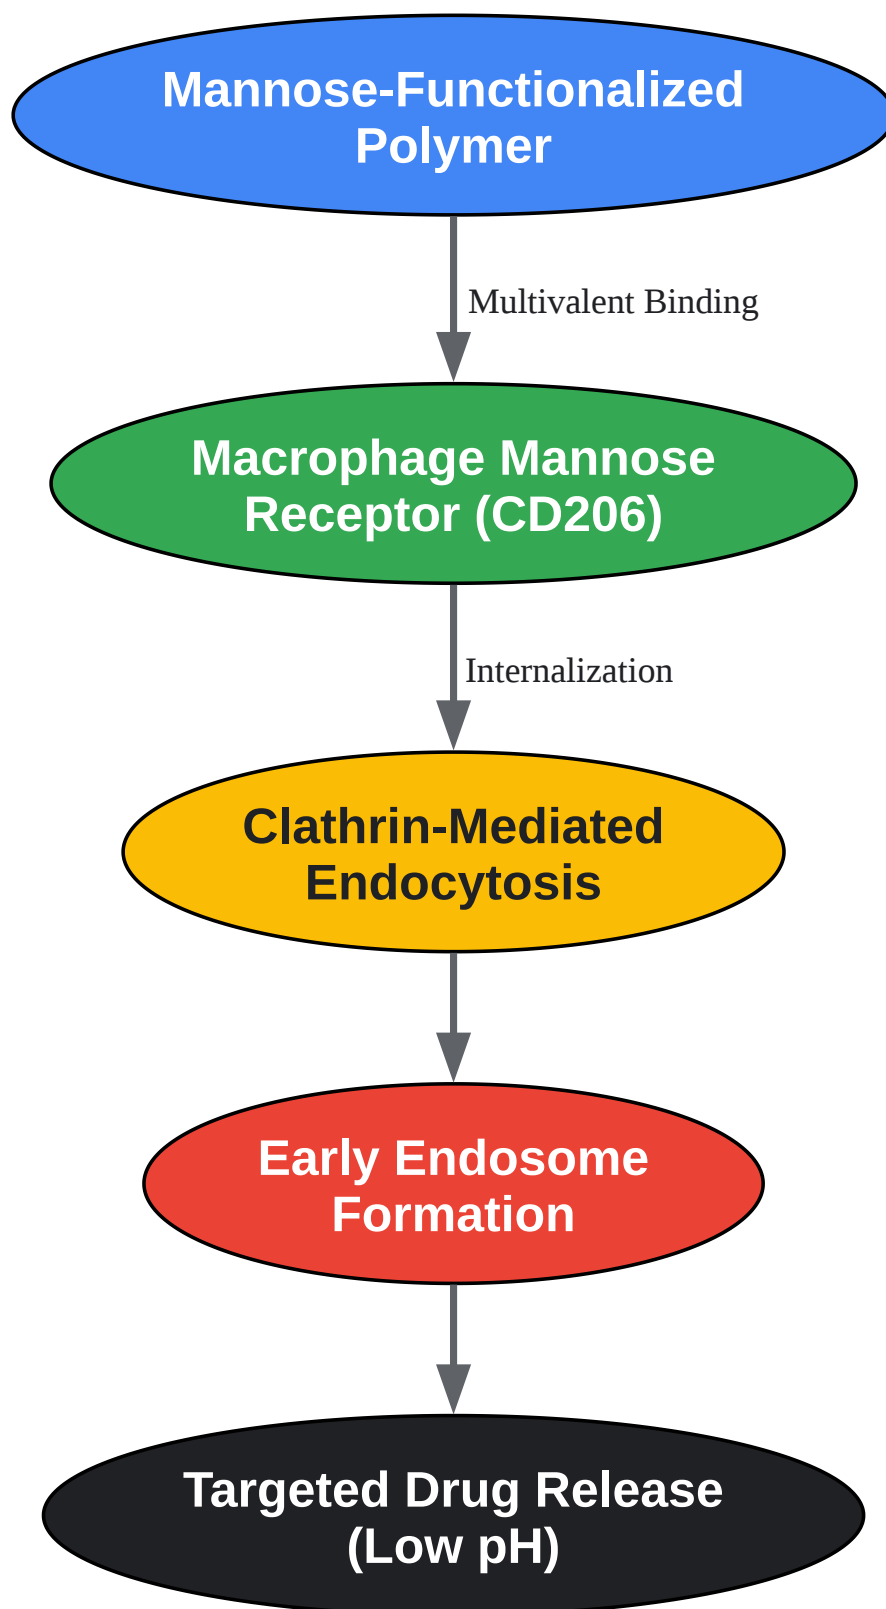 Mannose-Functionalized
Polymer
Multivalent Binding
Macrophage Mannose
Receptor (CD206)
Internalization
Clathrin-Mediated
Endocytosis
Early Endosome
Formation
Targeted Drug Release
(Low pH)